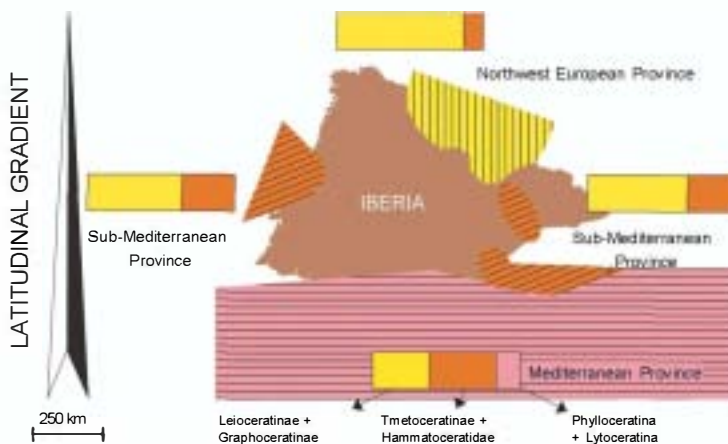 Northwest European Province
LATITUDINAL GRADIENT
IBERIA
Sub-Mediterranean
Province
Sub-Mediterranean
Province
Mediterranean Province
250 km
Leioceratinae +
Graphoceratinae
Tmetoceratinae +
Hammatoceratidae
Phylloceratina
+ Lytoceratina